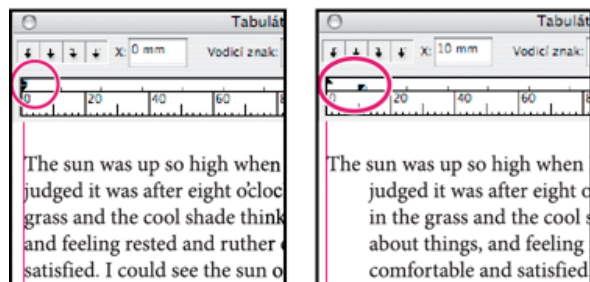 Tabulát
X: 0 mm Vodicí znak:
0 20 40 60 8
The sun was up so high when
judged it was after eight o'cloc
grass and the cool shade think
and feeling rested and ruther
satisfied. I could see the sun o
Tabulát
X: 10 mm Vodicí znak:
0 20 40 60 8
The sun was up so high when
judged it was after eight o
in the grass and the cool s
about things, and feeling
comfortable and satisfied.